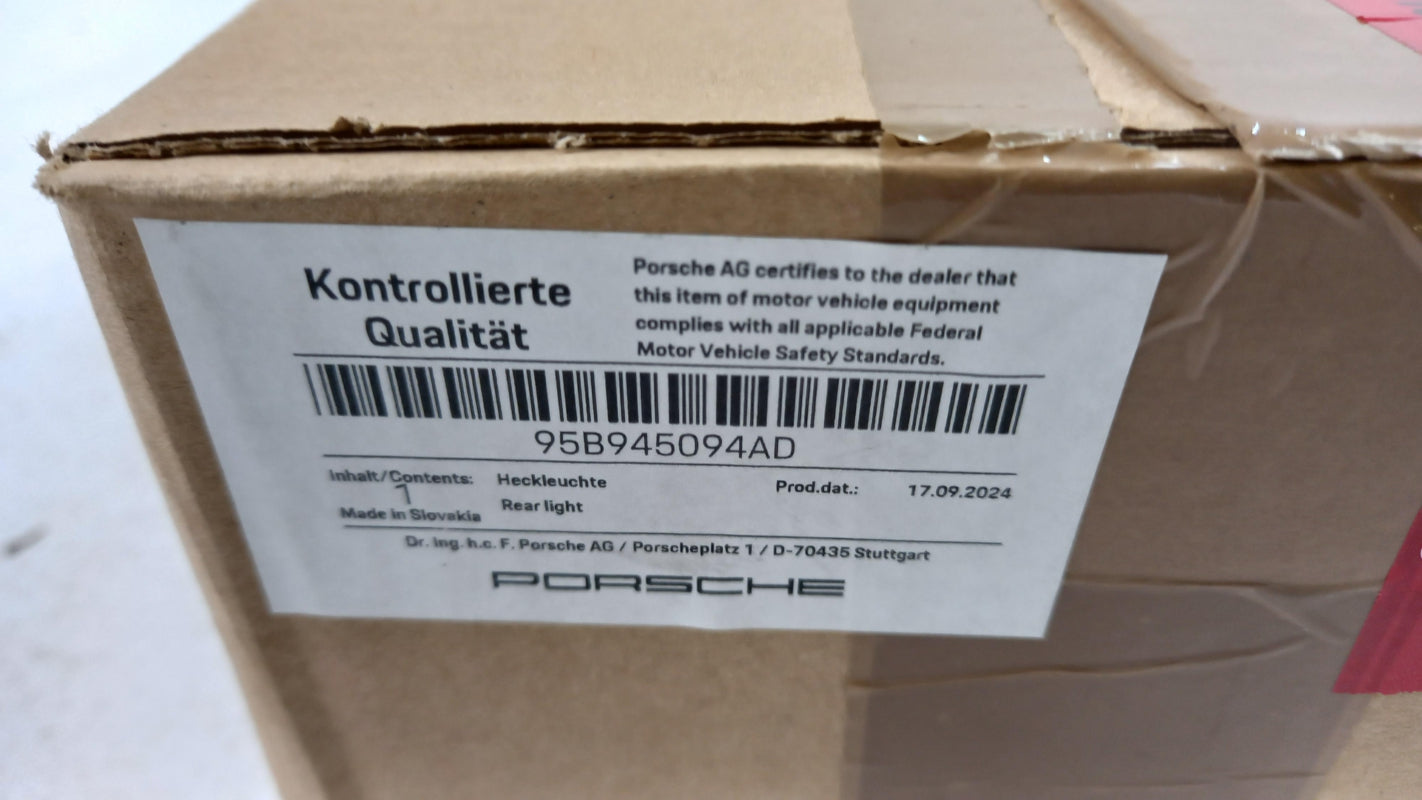 Kontrollierte
Qualität
Porsche AG certifies to the dealer that
this item of motor vehicle equipment
complies with all applicable Federal
Motor Vehicle Safety Standards.
95B945094AD
Inhalt/Contents: Heckleuchte Prod.dat.: 17.09.2024
1 Rear light
Made in Slovakia
Dr. Ing. h.c. F. Porsche AG / Porscheplatz 1 / D-70435 Stuttgart
PORSCHE